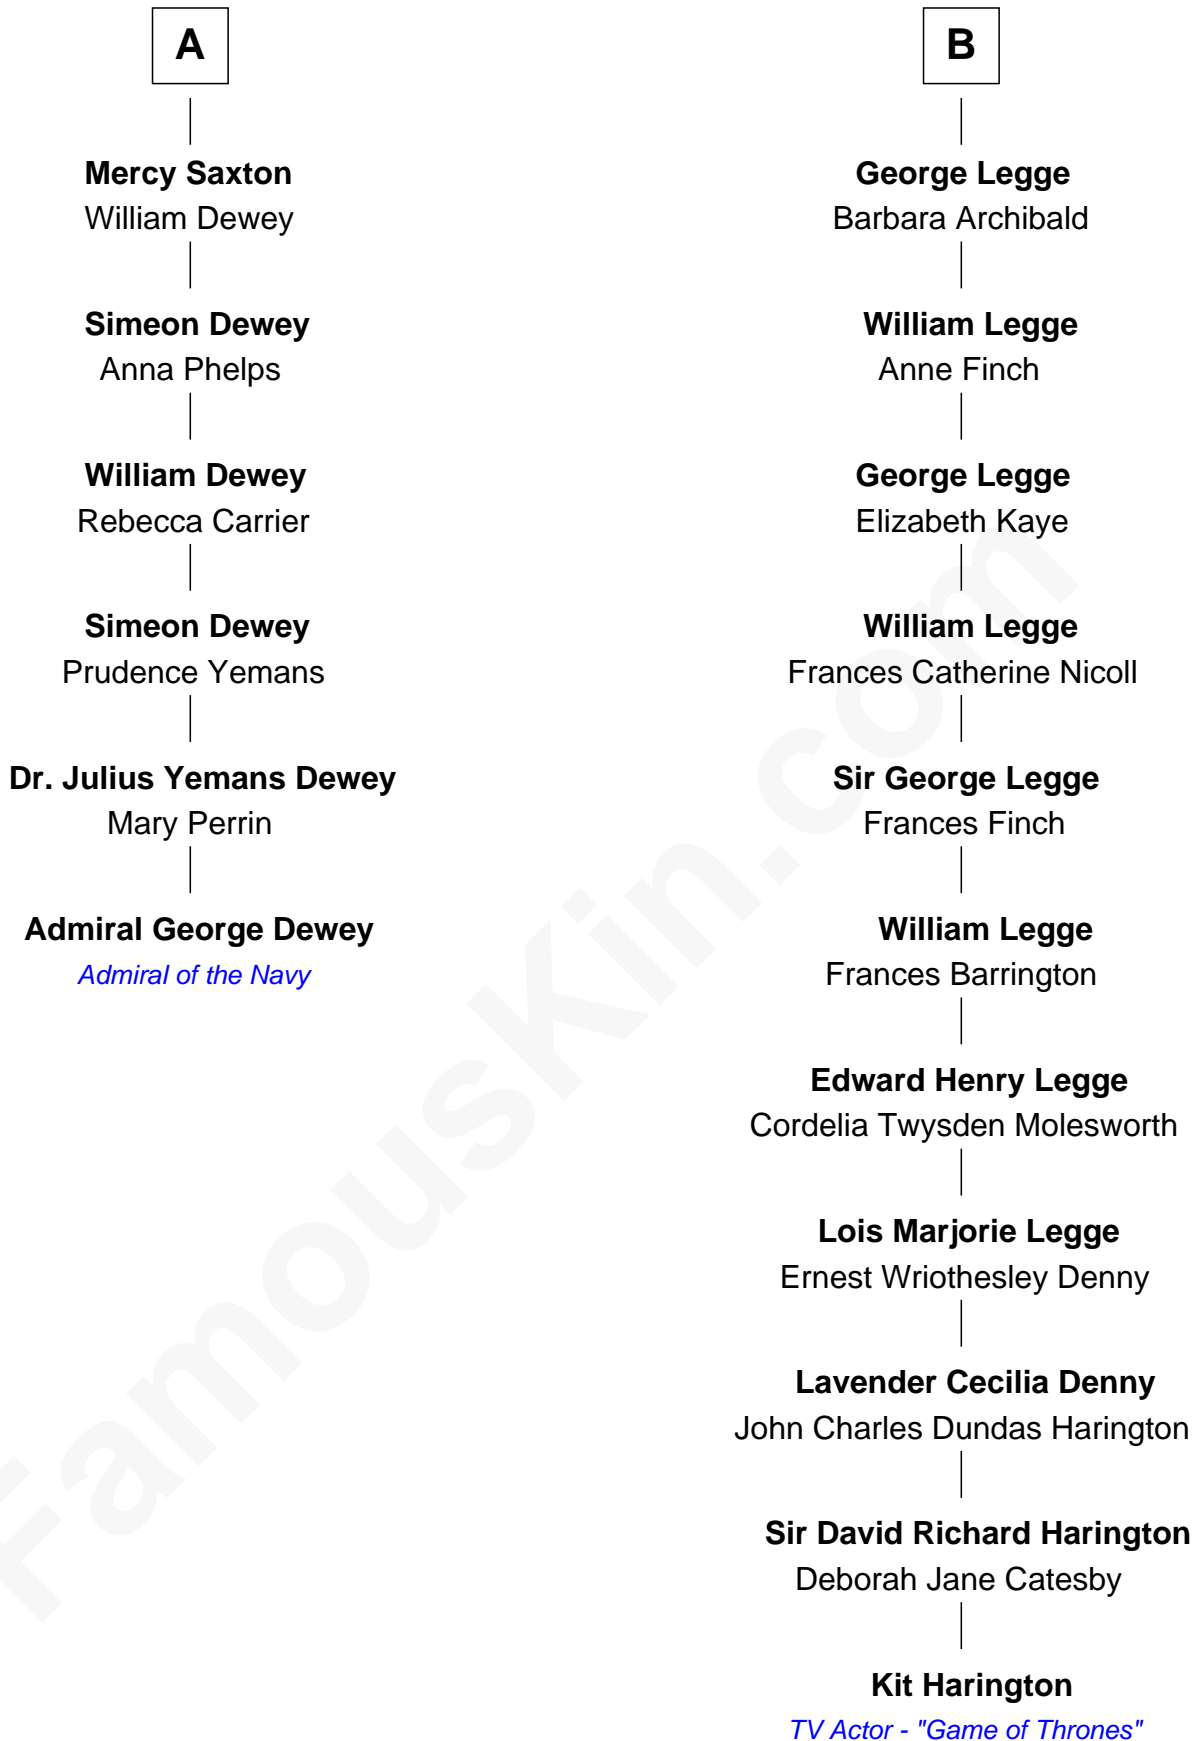 A
Mercy Saxton
William Dewey
Simeon Dewey
Anna Phelps
William Dewey
Rebecca Carrier
Simeon Dewey
Prudence Yemans
Dr. Julius Yemans Dewey
Mary Perrin
Admiral George Dewey
Admiral of the Navy
B
George Legge
Barbara Archibald
William Legge
Anne Finch
George Legge
Elizabeth Kaye
William Legge
Frances Catherine Nicoll
Sir George Legge
Frances Finch
William Legge
Frances Barrington
Edward Henry Legge
Cordelia Twysden Molesworth
Lois Marjorie Legge
Ernest Wriothesley Denny
Lavender Cecilia Denny
John Charles Dundas Harington
Sir David Richard Harington
Deborah Jane Catesby
Kit Harington
TV Actor - "Game of Thrones"
FamousKin.com